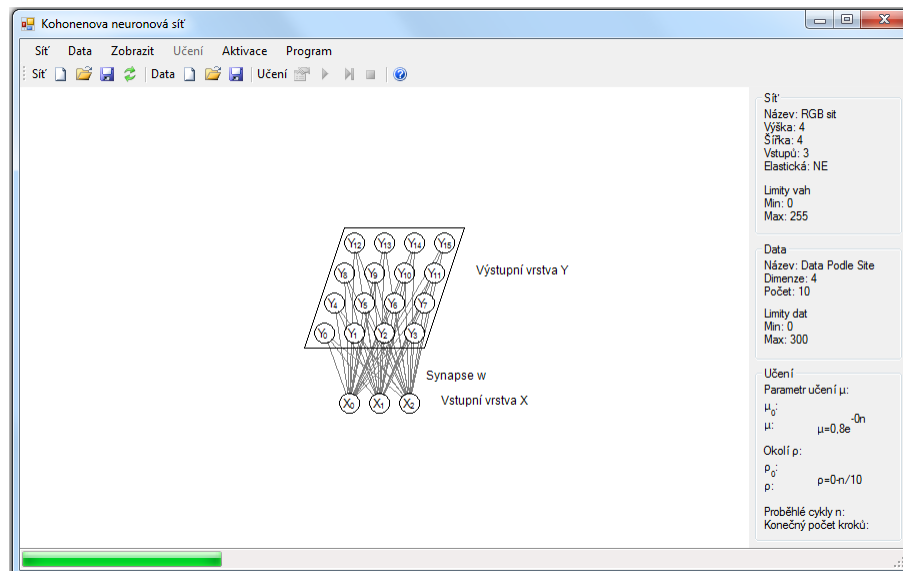 Kohonenova neuronová síť
Síť Data Zobrazit Učení Aktivace Program
Síť Data Učení
Síť
Název: RGB sit
Výška: 4
Šířka: 4
Vstupů: 3
Elastická: NE
Limity vah
Min: 0
Max: 255
Y12 Y13 Y14 Y15
Y8 Y9 Y10 Y11
Výstupní vrstva Y
Y4 Y5 Y6 Y7
Y0 Y1 Y2 Y3
Synapse w
X0 X1 X2
Vstupní vrstva X
Data
Název: Data Podle Site
Dimenze: 4
Počet: 10
Limity dat
Min: 0
Max: 300
Učení
Parametr učení μ:
μ0:
μ: μ=0,8e^-0n
Okolí ρ:
ρ0:
ρ: ρ=0-n/10
Proběhlé cykly n:
Konečný počet kroků: